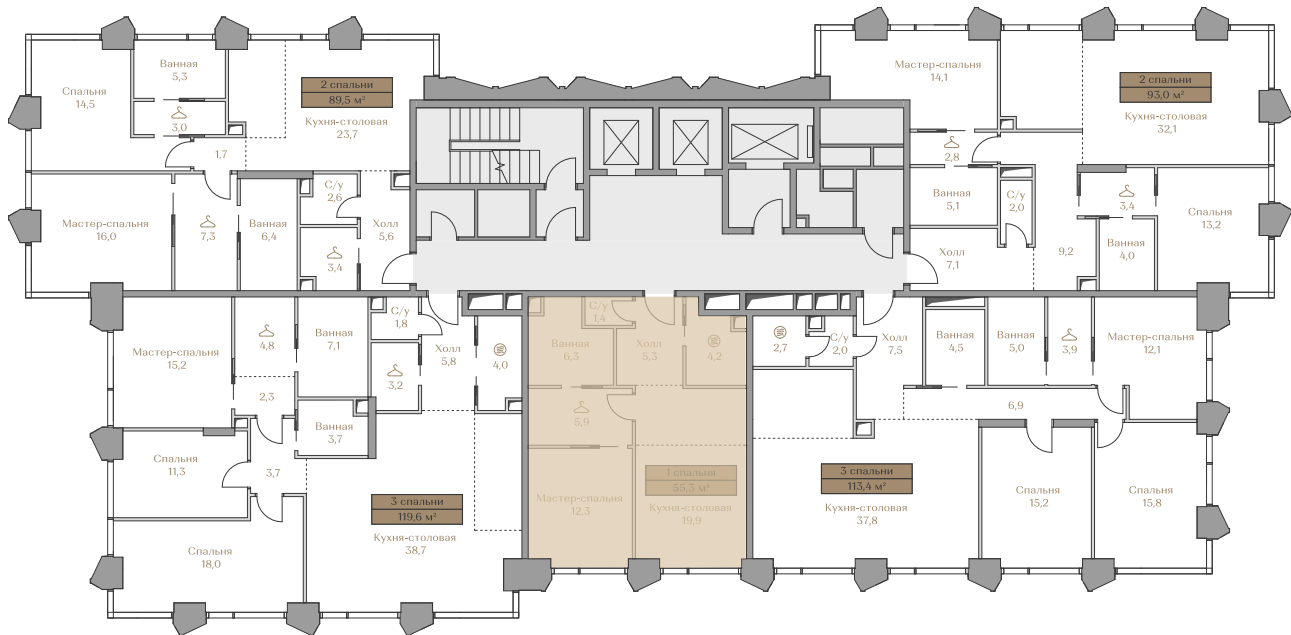 Ванная
5,3
Спальня
14,5
3,0
2 спальни
89,5 м²
Кухня-столовая
23,7
1,7
Мастер-спальня
16,0
7,3
Ванная
6,4
С/у
2,6
Холл
5,6
3,4
Мастер-спальня
14,1
2 спальни
93,0 м²
Кухня-столовая
32,1
2,8
Ванная
5,1
С/у
2,0
3,4
Спальня
13,2
Холл
7,1
9,2
Ванная
4,0
Мастер-спальня
15,2
4,8
Ванная
7,1
С/у
1,8
Холл
5,8
4,0
3,2
2,3
Ванная
3,7
Спальня
11,3
3,7
3 спальни
119,6 м²
Кухня-столовая
38,7
Спальня
18,0
С/у
1,4
Ванная
6,3
Холл
5,3
4,2
5,9
1 спальня
55,3 м²
Мастер-спальня
12,3
Кухня-столовая
19,9
2,7
С/у
2,0
Холл
7,5
Ванная
4,5
Ванная
5,0
3,9
Мастер-спальня
12,1
6,9
3 спальни
113,4 м²
Кухня-столовая
37,8
Спальня
15,2
Спальня
15,8